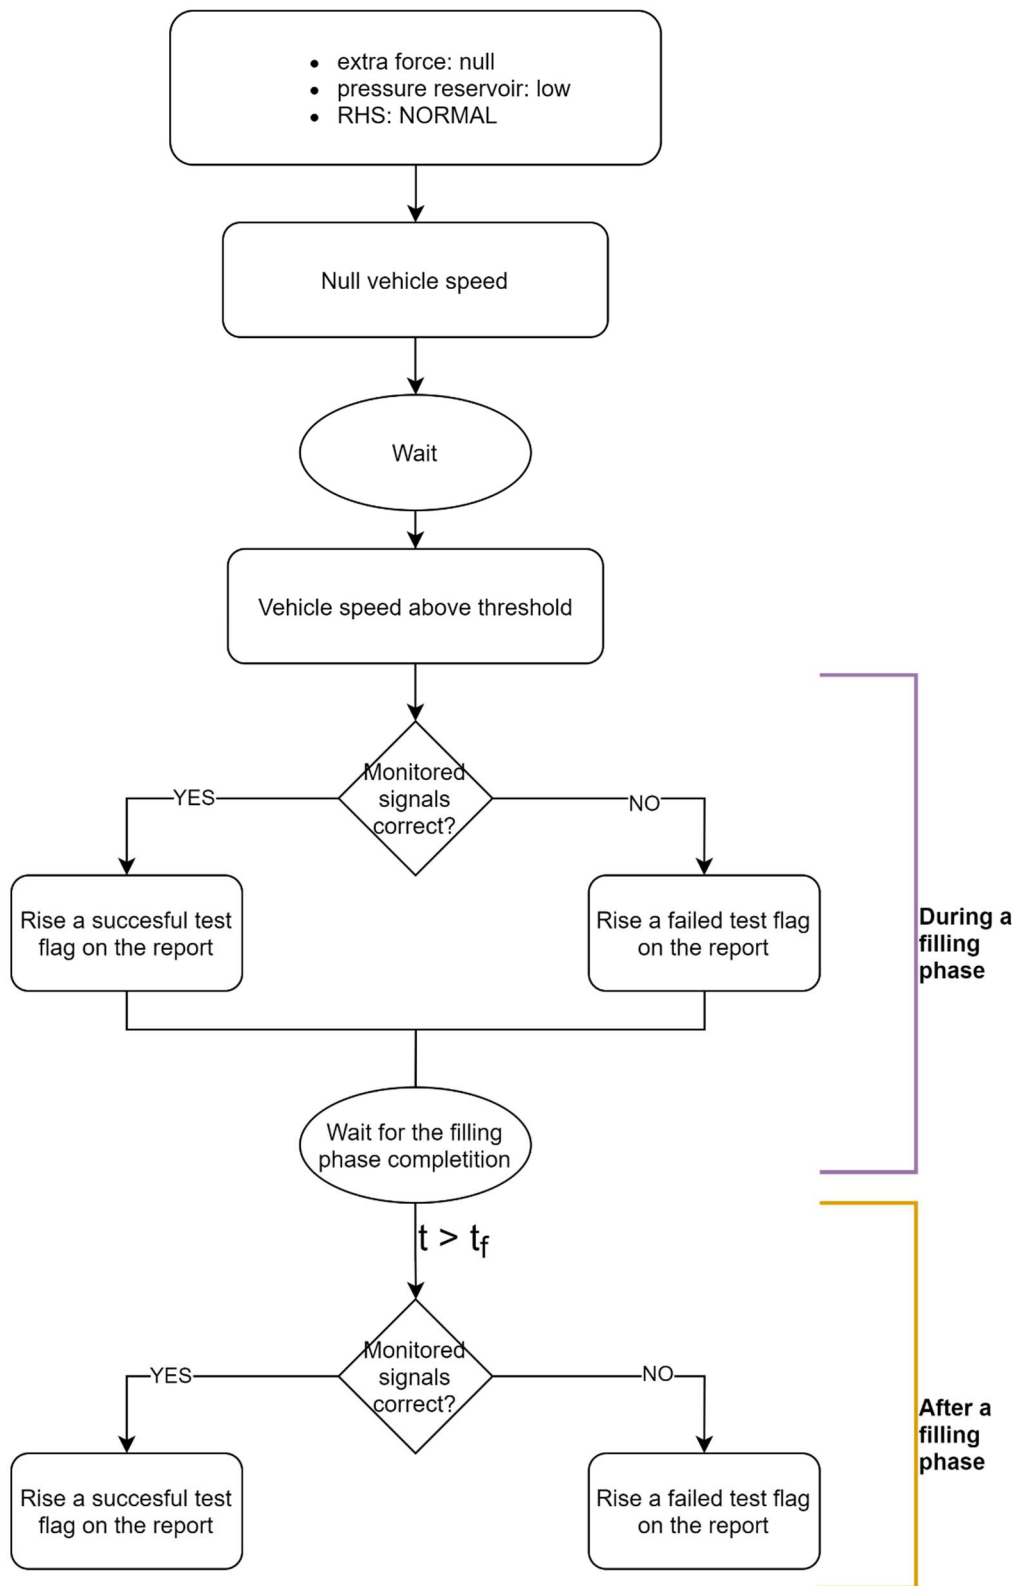 • extra force: null
• pressure reservoir: low
• RHS: NORMAL
Null vehicle speed
Wait
Vehicle speed above threshold
Monitored
signals
correct?
YES
NO
Rise a succesful test
flag on the report
Rise a failed test flag
on the report
During a
filling
phase
Wait for the filling
phase completition
t > tf
Monitored
signals
correct?
YES
NO
Rise a succesful test
flag on the report
Rise a failed test flag
on the report
After a
filling
phase